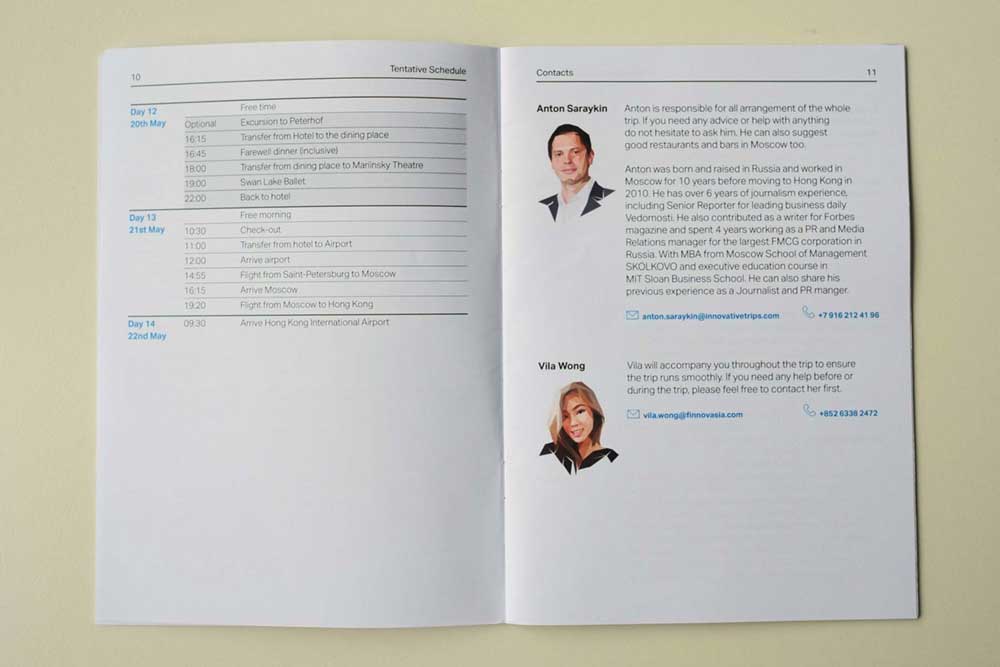 10
Tentative Schedule
Day 12
20th May
Free time
Optional Excursion to Peterhof
16:15 Transfer from Hotel to the dining place
16:45 Farewell dinner (inclusive)
18:00 Transfer from dining place to Mariinsky Theatre
19:00 Swan Lake Ballet
22:00 Back to hotel
Day 13
21st May
Free morning
10:30 Check-out
11:00 Transfer from hotel to Airport
12:00 Arrive airport
14:55 Flight from Saint-Petersburg to Moscow
16:15 Arrive Moscow
19:20 Flight from Moscow to Hong Kong
Day 14
22nd May
09:30 Arrive Hong Kong International Airport
Contacts
11
Anton Saraykin
Anton is responsible for all arrangement of the whole
trip. If you need any advice or help with anything
do not hesitate to ask him. He can also suggest
good restaurants and bars in Moscow too.
Anton was born and raised in Russia and worked in
Moscow for 10 years before moving to Hong Kong in
2010. He has over 6 years of journalism experience,
including Senior Reporter for leading business daily
Vedomosti. He also contributed as a writer for Forbes
magazine and spent 4 years working as a PR and Media
Relations manager for the largest FMCG corporation in
Russia. With MBA from Moscow School of Management
SKOLKOVO and executive education course in
MIT Sloan Business School. He can also share his
previous experience as a Journalist and PR manger.
anton.saraykin@innovativetrips.com
+7 916 212 41 96
Vila Wong
Vila will accompany you throughout the trip to ensure
the trip runs smoothly. If you need any help before or
during the trip, please feel free to contact her first.
vila.wong@finnovasia.com
+852 6338 2472